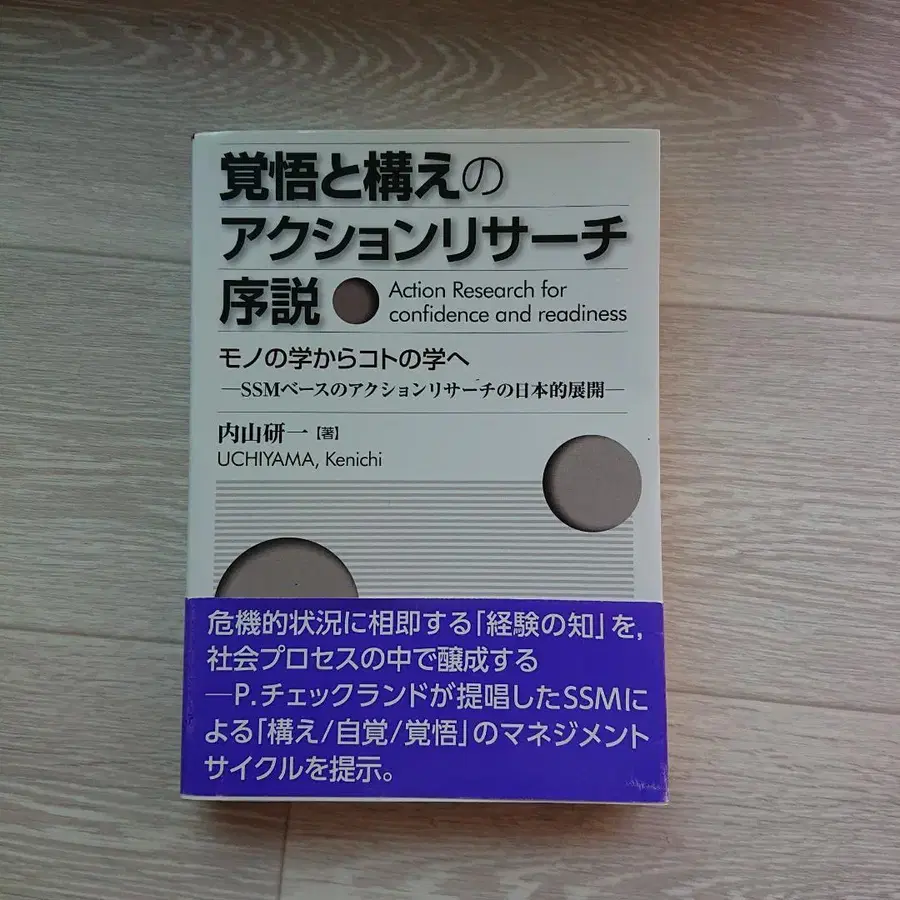 覚悟と構えの
アクションリサーチ
序説
Action Research for
confidence and readiness
モノの学からコトの学へ
―SSMベースのアクションリサーチの日本的展開―
内山研一【著】
UCHIYAMA, Kenichi
危機的状況に相即する「経験の知」を,
社会プロセスの中で醸成する
―P.チェックランドが提唱したSSMに
よる「構え/自覚/覚悟」のマネジメント
サイクルを提示。